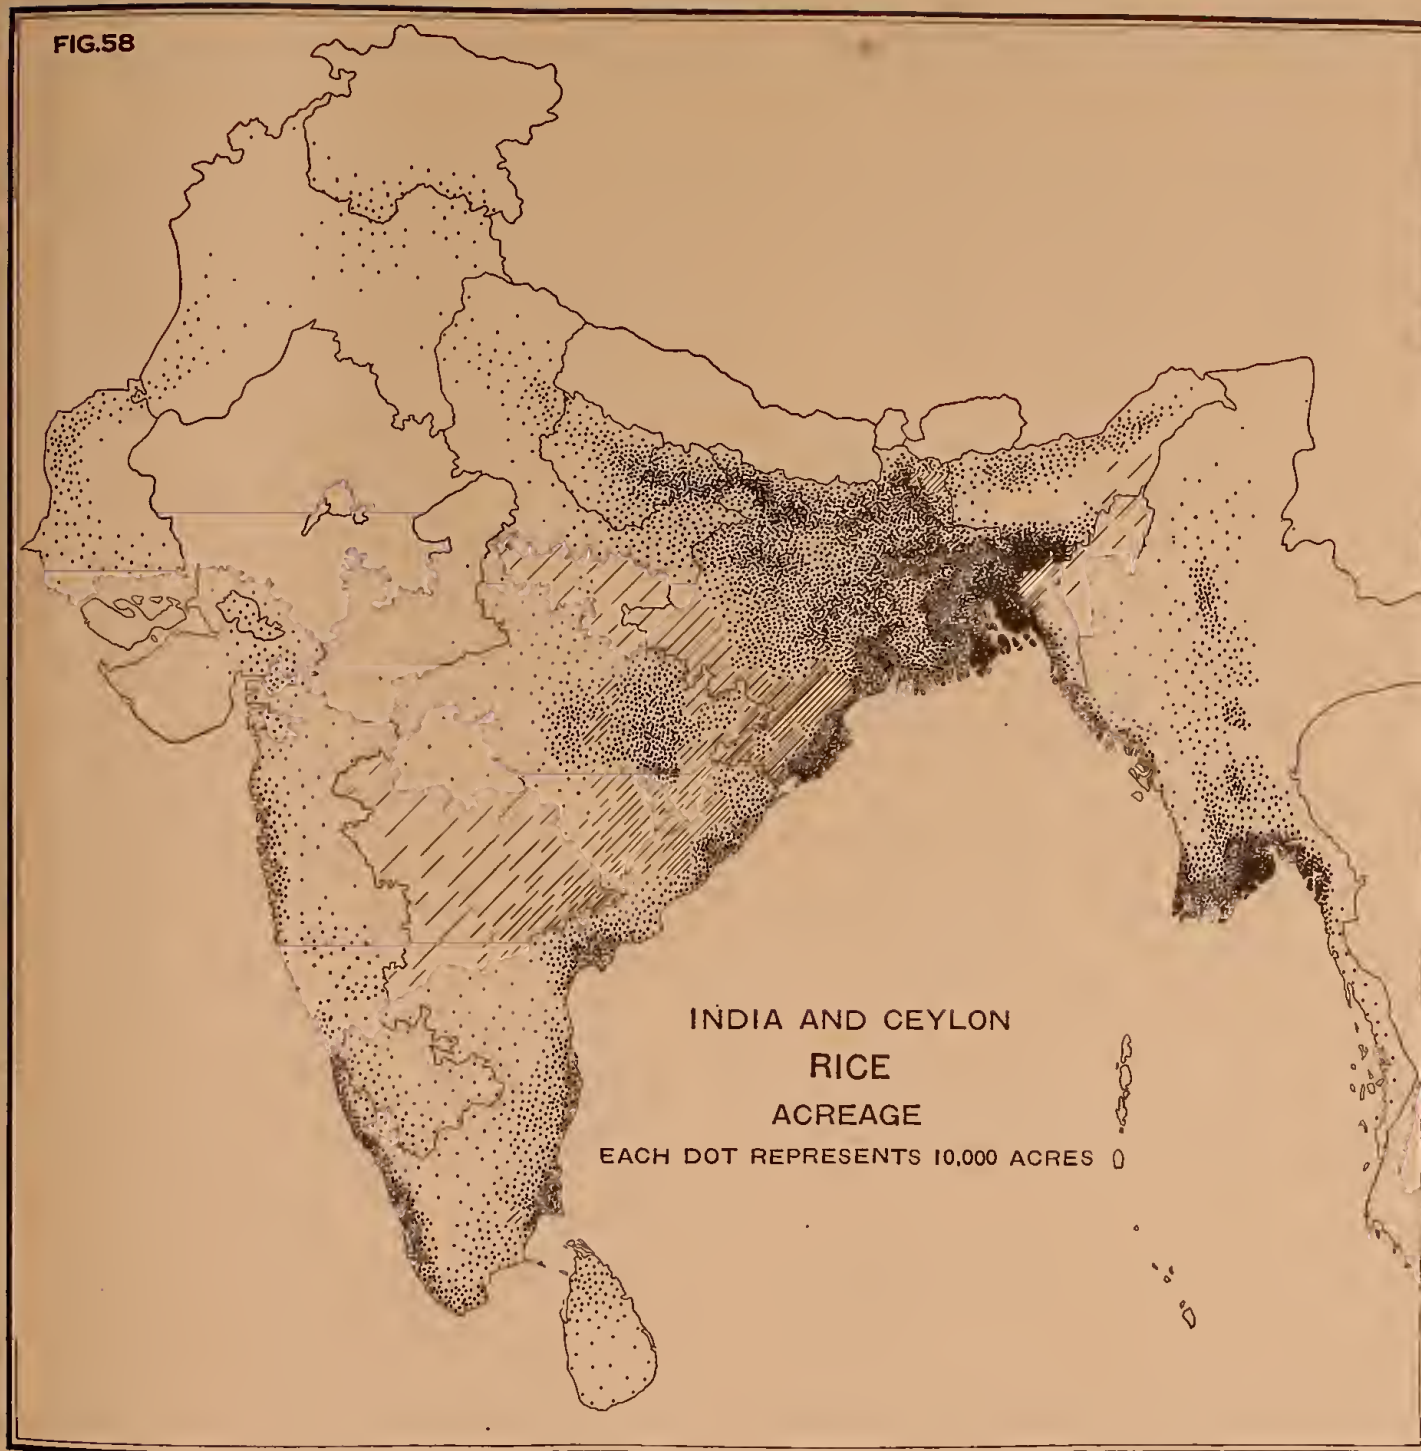 FIG.58
INDIA AND CEYLON
RICE
ACREAGE
EACH DOT REPRESENTS 10,000 ACRES